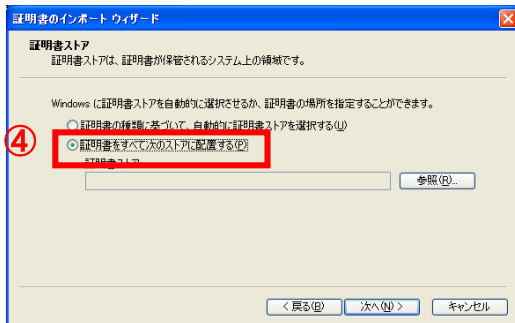 証明書のインポート ウィザード
証明書ストア
証明書ストアは、証明書が保管されるシステム上の領域です。
Windows に証明書ストアを自動的に選択させるか、証明書の場所を指定することができます。
証明書の種類に基づいて、自動的に証明書ストアを選択する(U)
④
証明書をすべて次のストアに配置する(P)
証明書ストア
参照(R)...
< 戻る(B)
次へ(N) >
キャンセル